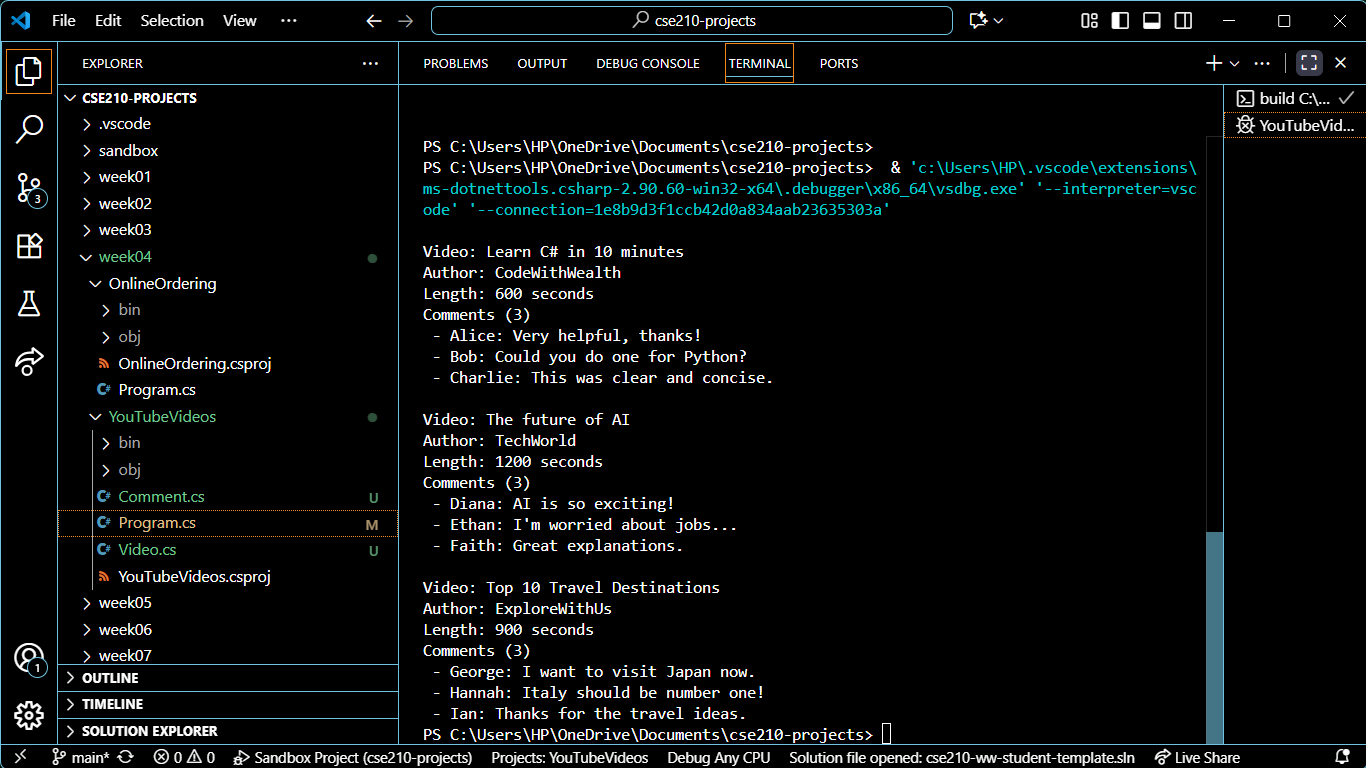 File Edit Selection View ··· cse210-projects
EXPLORER ···
CSE210-PROJECTS
.vscode
sandbox
week01
week02
week03
week04
OnlineOrdering
bin
obj
OnlineOrdering.csproj
C# Program.cs
YouTubeVideos
bin
obj
C# Comment.cs U
C# Program.cs M
C# Video.cs U
YouTubeVideos.csproj
week05
week06
week07
OUTLINE
TIMELINE
SOLUTION EXPLORER
3
1
PROBLEMS OUTPUT DEBUG CONSOLE TERMINAL PORTS
PS C:\Users\HP\OneDrive\Documents\cse210-projects>
PS C:\Users\HP\OneDrive\Documents\cse210-projects>  & 'c:\Users\HP\.vscode\extensions\
ms-dotnettools.csharp-2.90.60-win32-x64\.debugger\x86_64\vsdbg.exe' '--interpreter=vsc
ode' '--connection=1e8b9d3f1ccb42d0a834aab23635303a'
Video: Learn C# in 10 minutes
Author: CodeWithWealth
Length: 600 seconds
Comments (3)
- Alice: Very helpful, thanks!
- Bob: Could you do one for Python?
- Charlie: This was clear and concise.
Video: The future of AI
Author: TechWorld
Length: 1200 seconds
Comments (3)
- Diana: AI is so exciting!
- Ethan: I'm worried about jobs...
- Faith: Great explanations.
Video: Top 10 Travel Destinations
Author: ExploreWithUs
Length: 900 seconds
Comments (3)
- George: I want to visit Japan now.
- Hannah: Italy should be number one!
- Ian: Thanks for the travel ideas.
PS C:\Users\HP\OneDrive\Documents\cse210-projects>
build C:\...
YouTubeVid...
main* 0 0 Sandbox Project (cse210-projects) Projects: YouTubeVideos Debug Any CPU Solution file opened: cse210-ww-student-template.sln Live Share